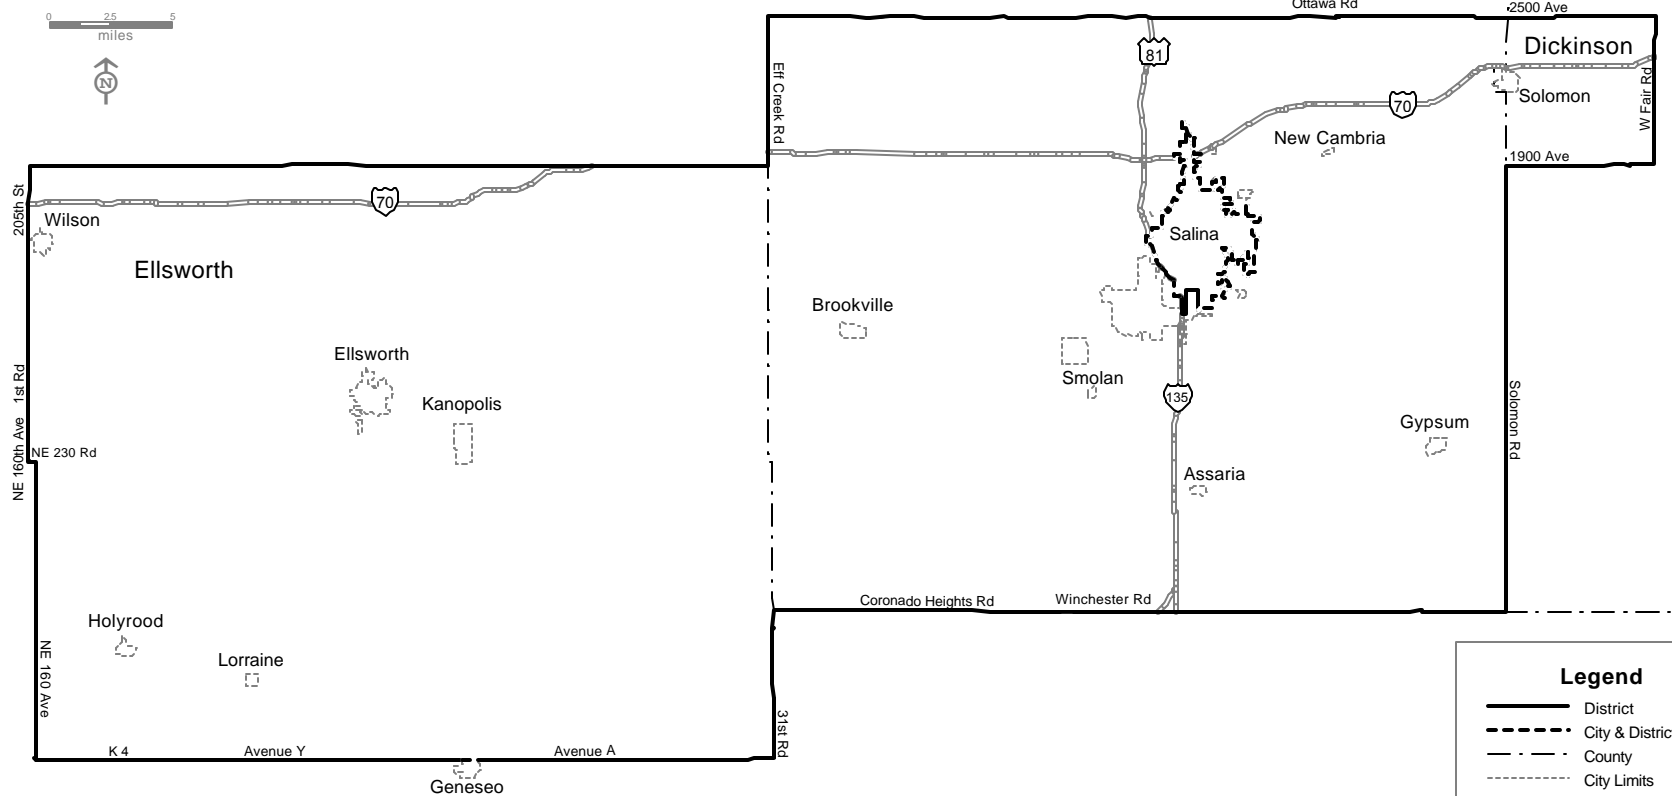 0 2.5 5
miles
N
Ottawa Rd
2500 Ave
Dickinson
81
Eff Creek Rd
70
Solomon
W Fair Rd
New Cambria
1900 Ave
205th St
70
Wilson
Salina
Ellsworth
Brookville
Ellsworth
Smolan
1st Rd
Kanopolis
135
Solomon Rd
Gypsum
NE 160th Ave
NE 230 Rd
Assaria
Coronado Heights Rd
Winchester Rd
Holyrood
Lorraine
NE 160 Ave
31st Rd
K 4
Avenue Y
Avenue A
Geneseo
Legend
District
City & Distric
County
City Limits